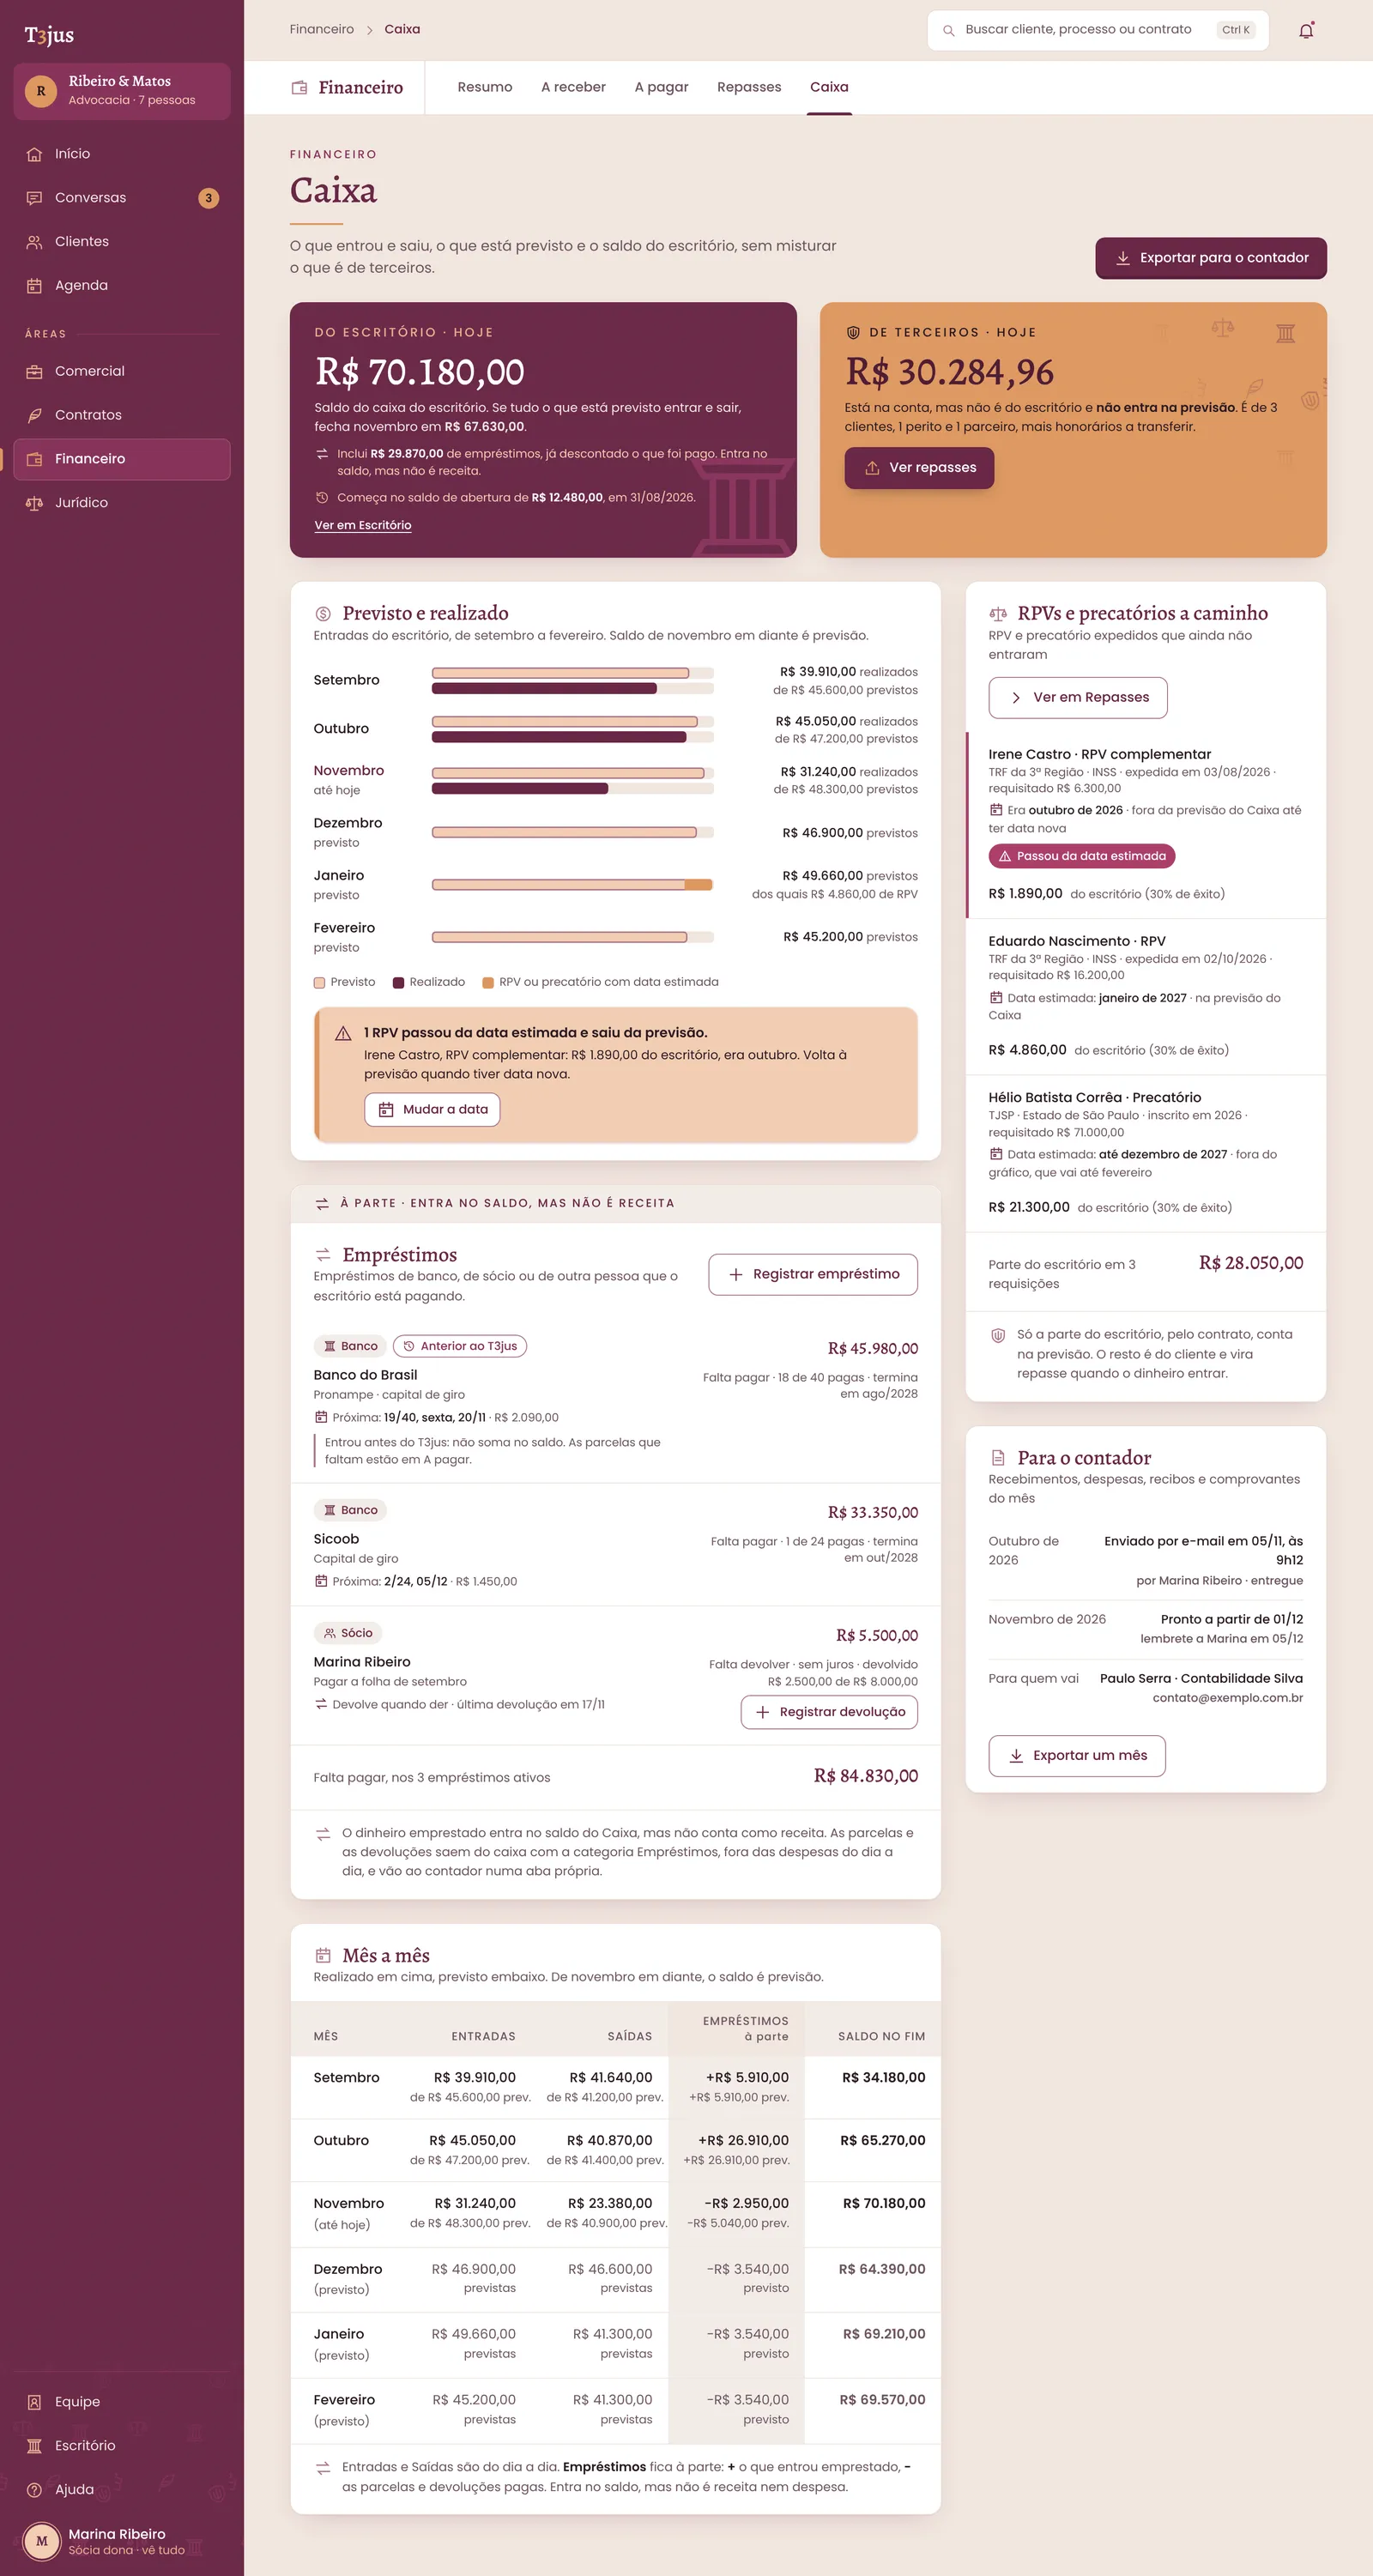 T3jus
R
Ribeiro & Matos
Advocacia · 7 pessoas
Início
Conversas
3
Clientes
Agenda
ÁREAS
Comercial
Contratos
Financeiro
Jurídico
Equipe
Escritório
Ajuda
M
Marina Ribeiro
Sócia dona · vê tudo
Financeiro
Caixa
Buscar cliente, processo ou contrato
Ctrl K
Financeiro
Resumo
A receber
A pagar
Repasses
Caixa
FINANCEIRO
Caixa
O que entrou e saiu, o que está previsto e o saldo do escritório, sem misturar
o que é de terceiros.
Exportar para o contador
DO ESCRITÓRIO · HOJE
R$ 70.180,00
Saldo do caixa do escritório. Se tudo o que está previsto entrar e sair,
fecha novembro em R$ 67.630,00.
Inclui R$ 29.870,00 de empréstimos, já descontado o que foi pago. Entra no
saldo, mas não é receita.
Começa no saldo de abertura de R$ 12.480,00, em 31/08/2026.
Ver em Escritório
DE TERCEIROS · HOJE
R$ 30.284,96
Está na conta, mas não é do escritório e não entra na previsão. É de 3
clientes, 1 perito e 1 parceiro, mais honorários a transferir.
Ver repasses
Previsto e realizado
Entradas do escritório, de setembro a fevereiro. Saldo de novembro em diante é previsão.
Setembro
R$ 39.910,00 realizados
de R$ 45.600,00 previstos
Outubro
R$ 45.050,00 realizados
de R$ 47.200,00 previstos
Novembro
até hoje
R$ 31.240,00 realizados
de R$ 48.300,00 previstos
Dezembro
previsto
R$ 46.900,00 previstos
Janeiro
previsto
R$ 49.660,00 previstos
dos quais R$ 4.860,00 de RPV
Fevereiro
previsto
R$ 45.200,00 previstos
Previsto
Realizado
RPV ou precatório com data estimada
1 RPV passou da data estimada e saiu da previsão.
Irene Castro, RPV complementar: R$ 1.890,00 do escritório, era outubro. Volta à
previsão quando tiver data nova.
Mudar a data
À PARTE · ENTRA NO SALDO, MAS NÃO É RECEITA
Empréstimos
Empréstimos de banco, de sócio ou de outra pessoa que o
escritório está pagando.
Registrar empréstimo
Banco
Anterior ao T3jus
Banco do Brasil
Pronampe · capital de giro
Próxima: 19/40, sexta, 20/11 · R$ 2.090,00
Entrou antes do T3jus: não soma no saldo. As parcelas que
faltam estão em A pagar.
R$ 45.980,00
Falta pagar · 18 de 40 pagas · termina
em ago/2028
Banco
Sicoob
Capital de giro
Próxima: 2/24, 05/12 · R$ 1.450,00
R$ 33.350,00
Falta pagar · 1 de 24 pagas · termina
em out/2028
Sócio
Marina Ribeiro
Pagar a folha de setembro
Devolve quando der · última devolução em 17/11
R$ 5.500,00
Falta devolver · sem juros · devolvido
R$ 2.500,00 de R$ 8.000,00
Registrar devolução
Falta pagar, nos 3 empréstimos ativos
R$ 84.830,00
O dinheiro emprestado entra no saldo do Caixa, mas não conta como receita. As parcelas e
as devoluções saem do caixa com a categoria Empréstimos, fora das despesas do dia a
dia, e vão ao contador numa aba própria.
Mês a mês
Realizado em cima, previsto embaixo. De novembro em diante, o saldo é previsão.
MÊS
ENTRADAS
SAÍDAS
EMPRÉSTIMOS
à parte
SALDO NO FIM
Setembro
R$ 39.910,00
de R$ 45.600,00 prev.
R$ 41.640,00
de R$ 41.200,00 prev.
+R$ 5.910,00
+R$ 5.910,00 prev.
R$ 34.180,00
Outubro
R$ 45.050,00
de R$ 47.200,00 prev.
R$ 40.870,00
de R$ 41.400,00 prev.
+R$ 26.910,00
+R$ 26.910,00 prev.
R$ 65.270,00
Novembro
(até hoje)
R$ 31.240,00
de R$ 48.300,00 prev.
R$ 23.380,00
de R$ 40.900,00 prev.
-R$ 2.950,00
-R$ 5.040,00 prev.
R$ 70.180,00
Dezembro
(previsto)
R$ 46.900,00
previstas
R$ 46.600,00
previstas
-R$ 3.540,00
previsto
R$ 64.390,00
Janeiro
(previsto)
R$ 49.660,00
previstas
R$ 41.300,00
previstas
-R$ 3.540,00
previsto
R$ 69.210,00
Fevereiro
(previsto)
R$ 45.200,00
previstas
R$ 41.300,00
previstas
-R$ 3.540,00
previsto
R$ 69.570,00
Entradas e Saídas são do dia a dia. Empréstimos fica à parte: + o que entrou emprestado, -
as parcelas e devoluções pagas. Entra no saldo, mas não é receita nem despesa.
RPVs e precatórios a caminho
RPV e precatório expedidos que ainda não
entraram
Ver em Repasses
Irene Castro · RPV complementar
TRF da 3ª Região · INSS · expedida em 03/08/2026 ·
requisitado R$ 6.300,00
Era outubro de 2026 · fora da previsão do Caixa até
ter data nova
Passou da data estimada
R$ 1.890,00 do escritório (30% de êxito)
Eduardo Nascimento · RPV
TRF da 3ª Região · INSS · expedida em 02/10/2026 ·
requisitado R$ 16.200,00
Data estimada: janeiro de 2027 · na previsão do
Caixa
R$ 4.860,00 do escritório (30% de êxito)
Hélio Batista Corrêa · Precatório
TJSP · Estado de São Paulo · inscrito em 2026 ·
requisitado R$ 71.000,00
Data estimada: até dezembro de 2027 · fora do
gráfico, que vai até fevereiro
R$ 21.300,00 do escritório (30% de êxito)
Parte do escritório em 3
requisições
R$ 28.050,00
Só a parte do escritório, pelo contrato, conta
na previsão. O resto é do cliente e vira
repasse quando o dinheiro entrar.
Para o contador
Recebimentos, despesas, recibos e comprovantes
do mês
Outubro de
2026
Enviado por e-mail em 05/11, às
9h12
por Marina Ribeiro · entregue
Novembro de 2026
Pronto a partir de 01/12
lembrete a Marina em 05/12
Para quem vai
Paulo Serra · Contabilidade Silva
contato@exemplo.com.br
Exportar um mês